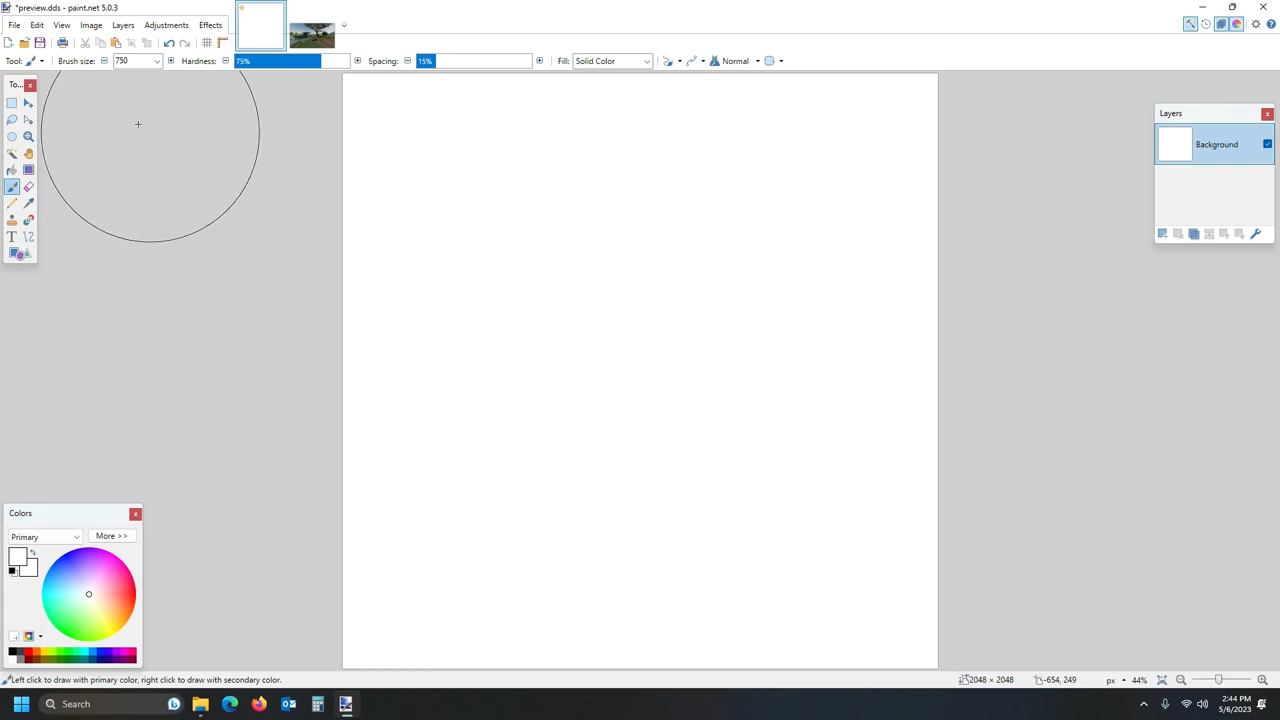 *preview.dds - paint.net 5.0.3
File Edit View Image Layers Adjustments Effects
Tool: Brush size: 750 Hardness: 75% Spacing: 15% Fill: Solid Color Normal
To...
Layers
Background
Colors
Primary More >>
Left click to draw with primary color, right click to draw with secondary color. 2048 × 2048 -654, 249 px 44%
Search 2:44 PM
5/6/2023